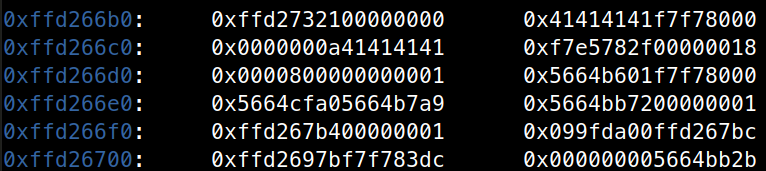 0xffd266b0: 0xffd2732100000000 0x41414141f7f78000
0xffd266c0: 0x0000000a41414141 0xf7e5782f00000018
0xffd266d0: 0x0000800000000001 0x5664b601f7f78000
0xffd266e0: 0x5664cfa05664b7a9 0x5664bb7200000001
0xffd266f0: 0xffd267b400000001 0x099fda00ffd267bc
0xffd26700: 0xffd2697bf7f783dc 0x000000005664bb2b